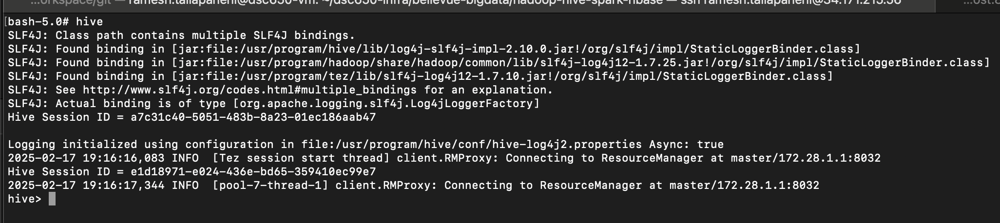 ...orkspace/git — ramesh.tallapaneni@dsc650-vm: ~/dsc650-infra/bellevue-bigdata/hadoop-hive-spark-hbase — ssh ramesh.tallapaneni@34.171.215.56
[bash-5.0# hive
SLF4J: Class path contains multiple SLF4J bindings.
SLF4J: Found binding in [jar:file:/usr/program/hive/lib/log4j-slf4j-impl-2.10.0.jar!/org/slf4j/impl/StaticLoggerBinder.class]
SLF4J: Found binding in [jar:file:/usr/program/hadoop/share/hadoop/common/lib/slf4j-log4j12-1.7.25.jar!/org/slf4j/impl/StaticLoggerBinder.class]
SLF4J: Found binding in [jar:file:/usr/program/tez/lib/slf4j-log4j12-1.7.10.jar!/org/slf4j/impl/StaticLoggerBinder.class]
SLF4J: See http://www.slf4j.org/codes.html#multiple_bindings for an explanation.
SLF4J: Actual binding is of type [org.apache.logging.slf4j.Log4jLoggerFactory]
Hive Session ID = a7c31c40-5051-483b-8a23-01ec186aab47
Logging initialized using configuration in file:/usr/program/hive/conf/hive-log4j2.properties Async: true
2025-02-17 19:16:16,083 INFO  [Tez session start thread] client.RMProxy: Connecting to ResourceManager at master/172.28.1.1:8032
Hive Session ID = e1d18971-e024-436e-bd65-359410ec99e7
2025-02-17 19:16:17,344 INFO  [pool-7-thread-1] client.RMProxy: Connecting to ResourceManager at master/172.28.1.1:8032
hive>